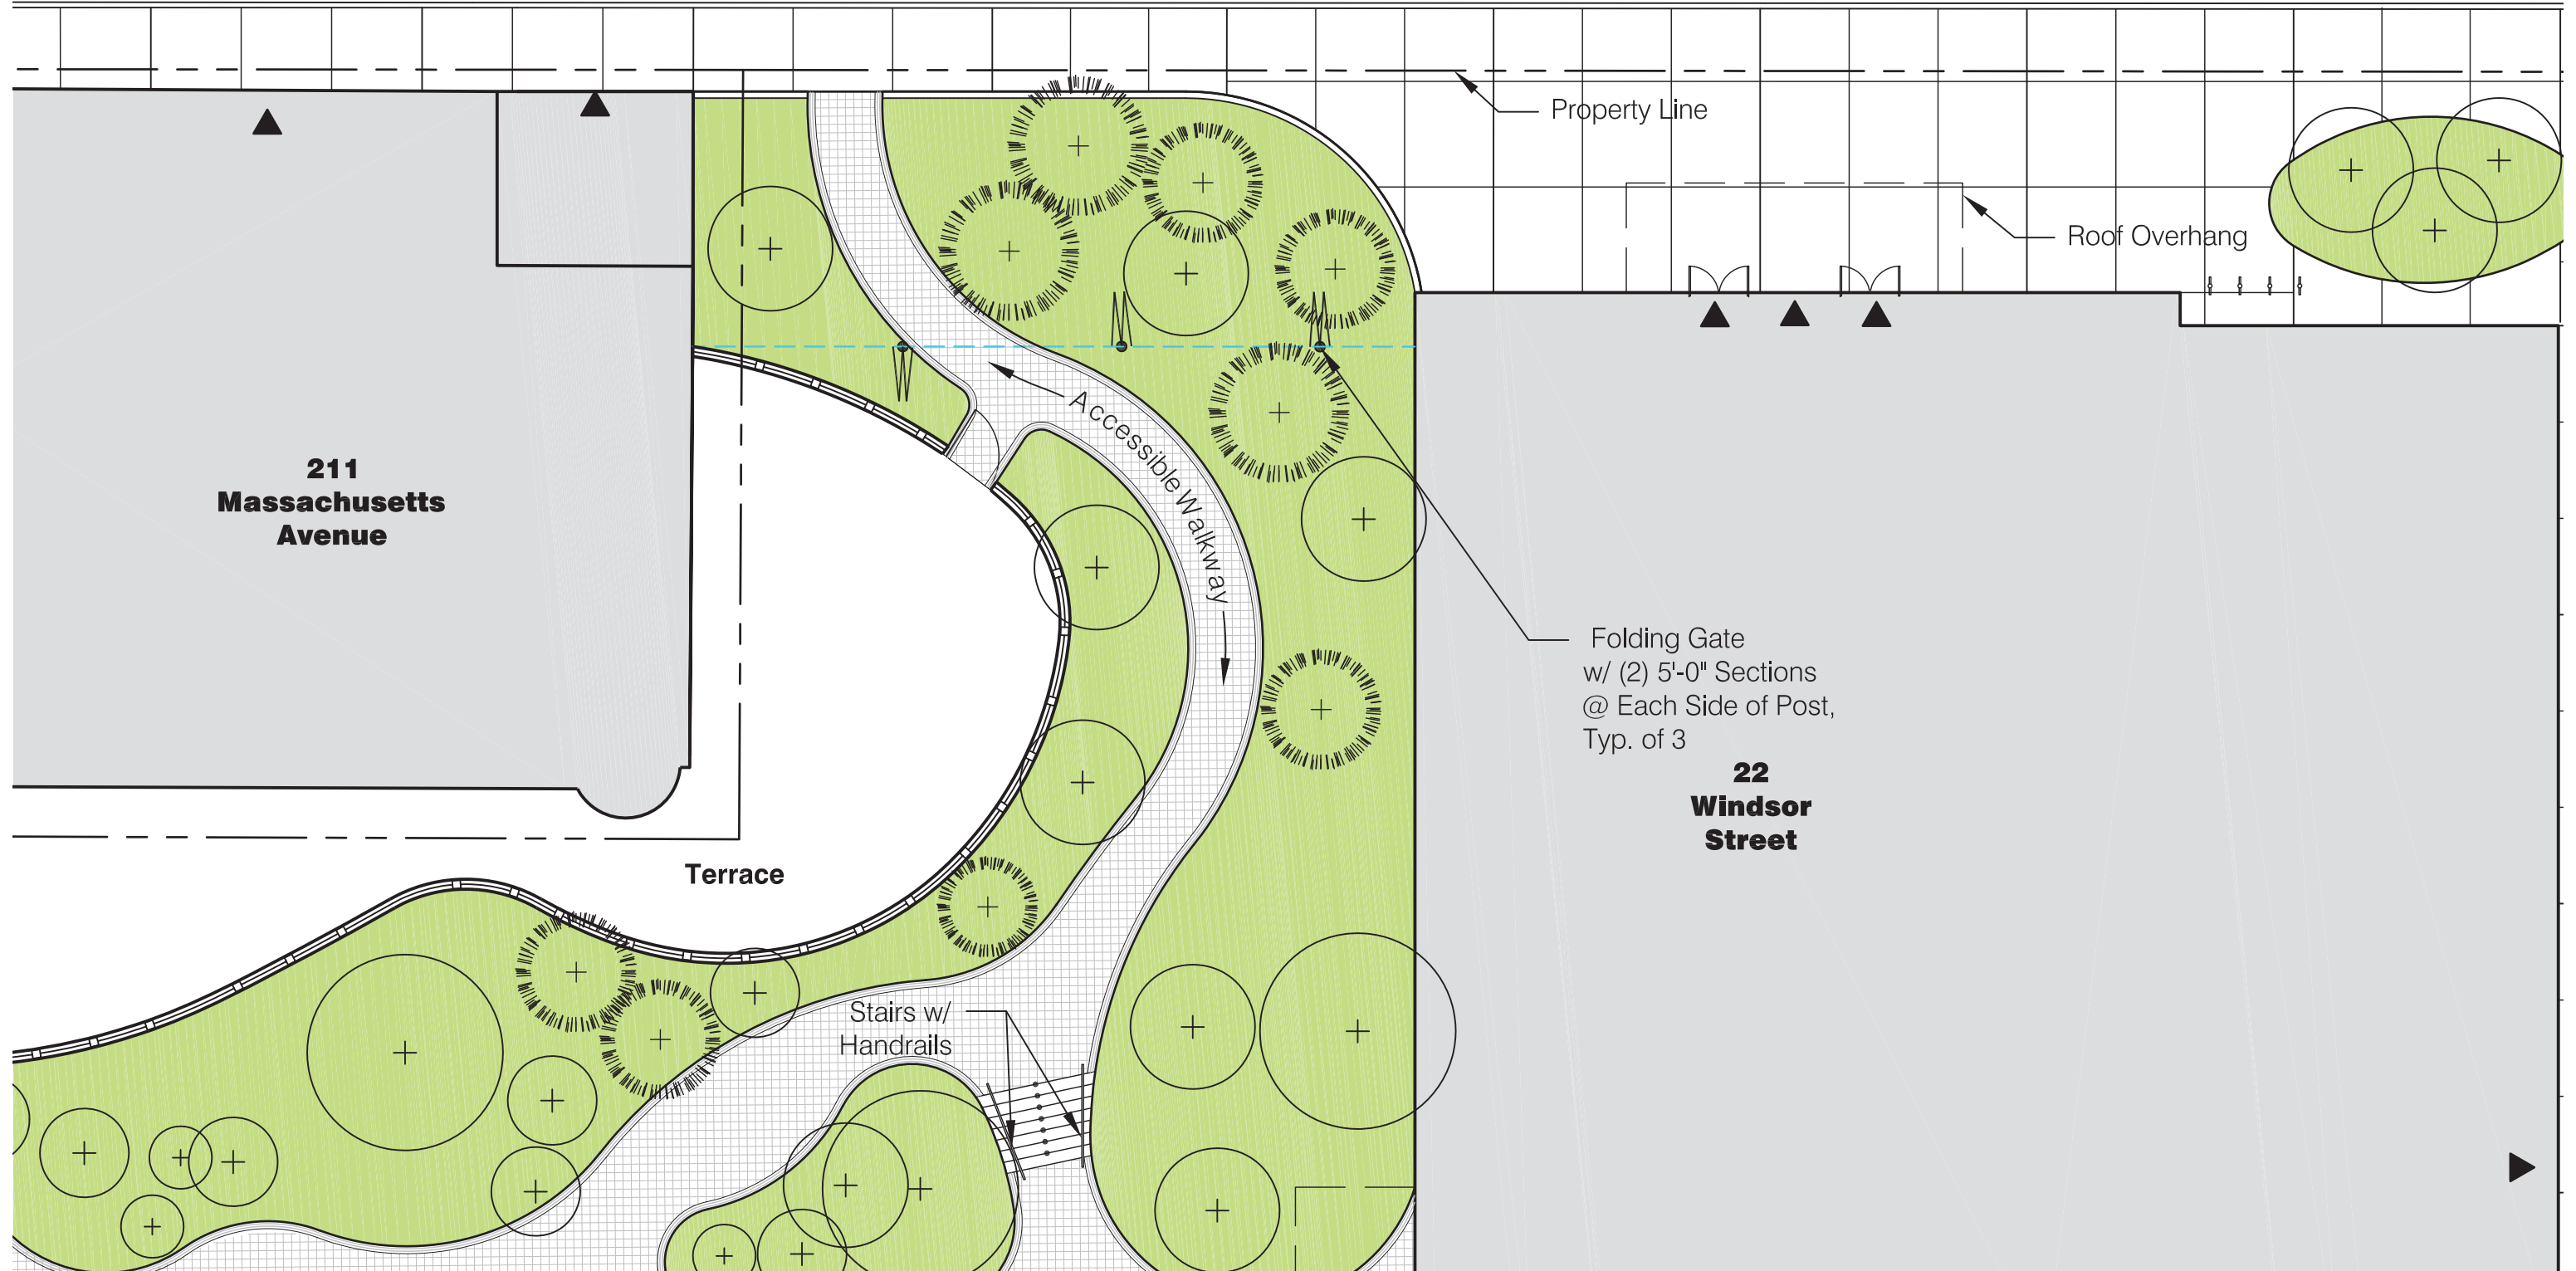 Property Line
Roof Overhang
Accessible Walkway
211
Massachusetts
Avenue
Folding Gate
w/ (2) 5'-0" Sections
@ Each Side of Post,
Typ. of 3
22
Windsor
Street
Terrace
Stairs w/
Handrails